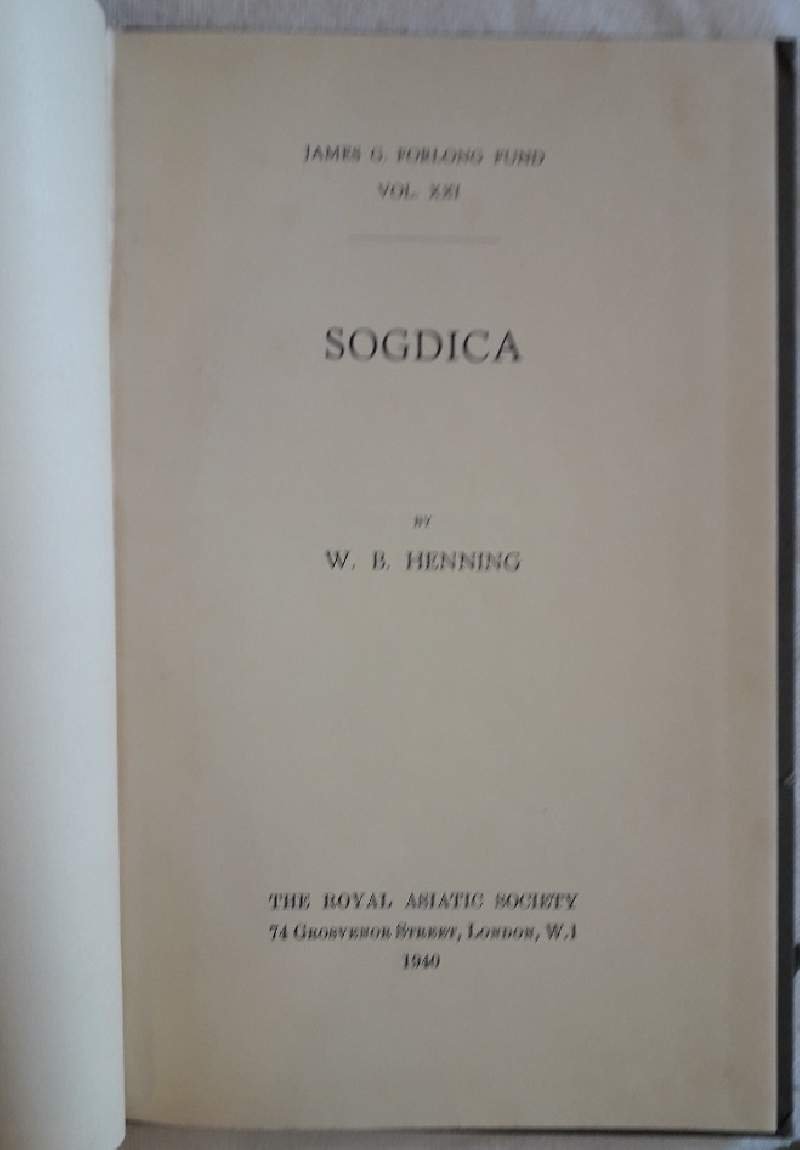 JAMES G. FORLONG FUND
VOL. XXI
SOGDICA
BY
W. B. HENNING
THE ROYAL ASIATIC SOCIETY
74 GROSVENOR STREET, LONDON, W.1
1940